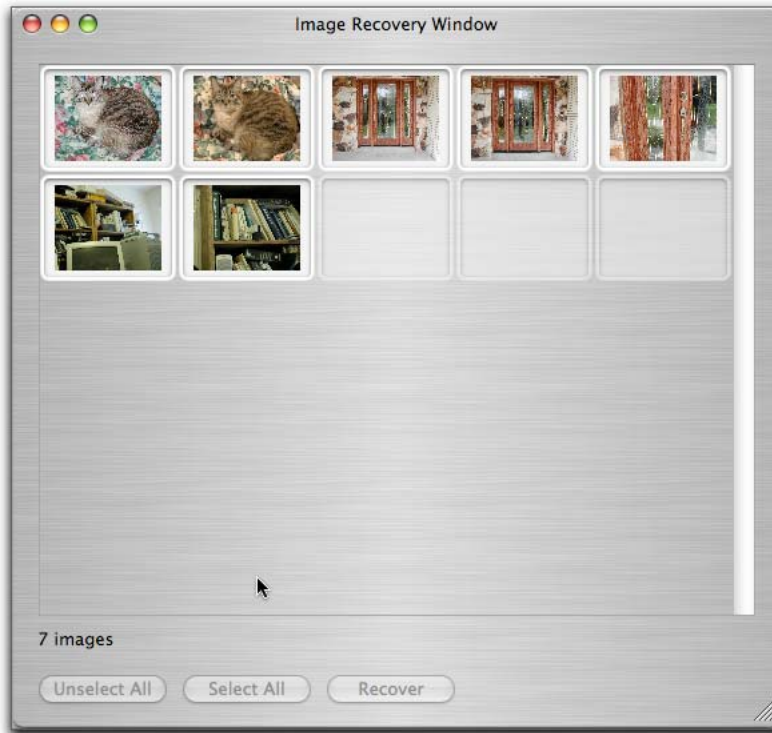 Image Recovery Window
7 images
Unselect All
Select All
Recover